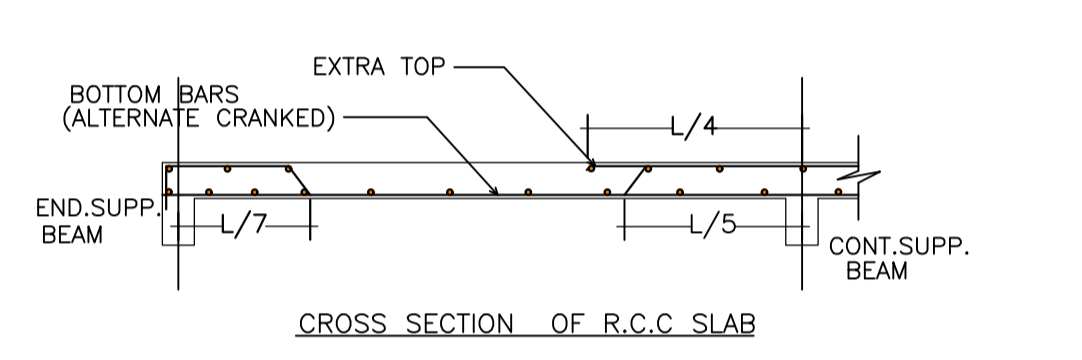 EXTRA TOP
BOTTOM BARS
(ALTERNATE CRANKED)
L/4
END.SUPP.
BEAM
L/7
L/5
CONT.SUPP.
BEAM
CROSS SECTION OF R.C.C SLAB